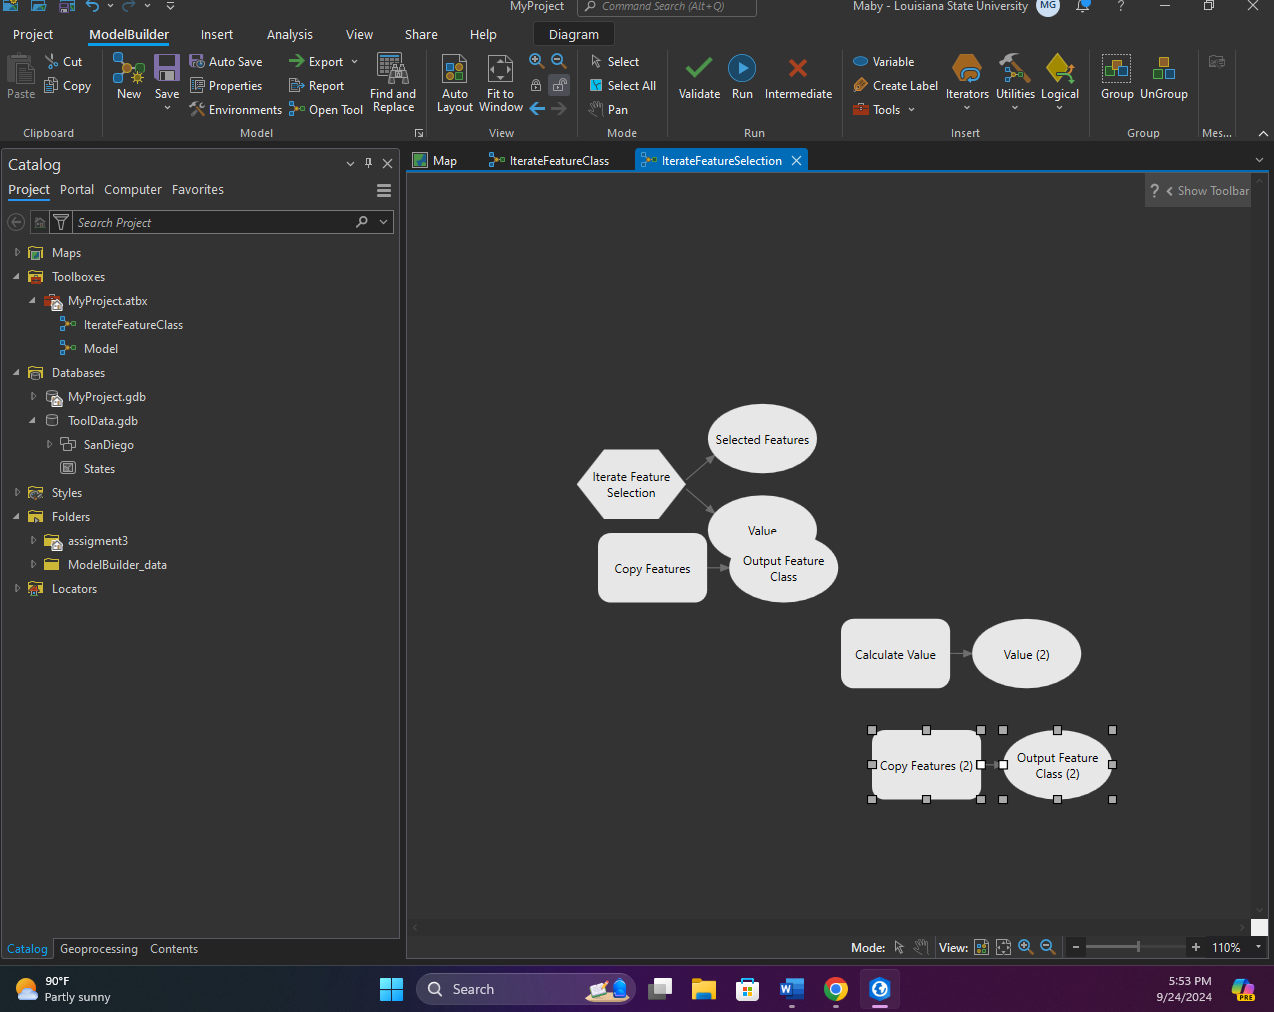 MyProject
Command Search (Alt+Q)
Maby - Louisiana State University
MG
?
Project
ModelBuilder
Insert
Analysis
View
Share
Help
Diagram
Paste
Cut
Copy
Clipboard
New
Save
Auto Save
Properties
Environments
Export
Report
Open Tool
Find and
Replace
Model
Auto
Layout
Fit to
Window
View
Select
Select All
Pan
Mode
Validate
Run
Intermediate
Run
Variable
Create Label
Tools
Iterators
Utilities
Logical
Insert
Group
UnGroup
Group
Mes...
Catalog
Project
Portal
Computer
Favorites
Search Project
Maps
Toolboxes
MyProject.atbx
IterateFeatureClass
Model
Databases
MyProject.gdb
ToolData.gdb
SanDiego
States
Styles
Folders
assigment3
ModelBuilder_data
Locators
Map
IterateFeatureClass
IterateFeatureSelection
? < Show Toolbar
Selected Features
Iterate Feature
Selection
Value
Copy Features
Output Feature
Class
Calculate Value
Value (2)
Copy Features (2)
Output Feature
Class (2)
Catalog
Geoprocessing
Contents
Mode:
View:
110%
90°F
Partly sunny
Search
5:53 PM
9/24/2024
PRE